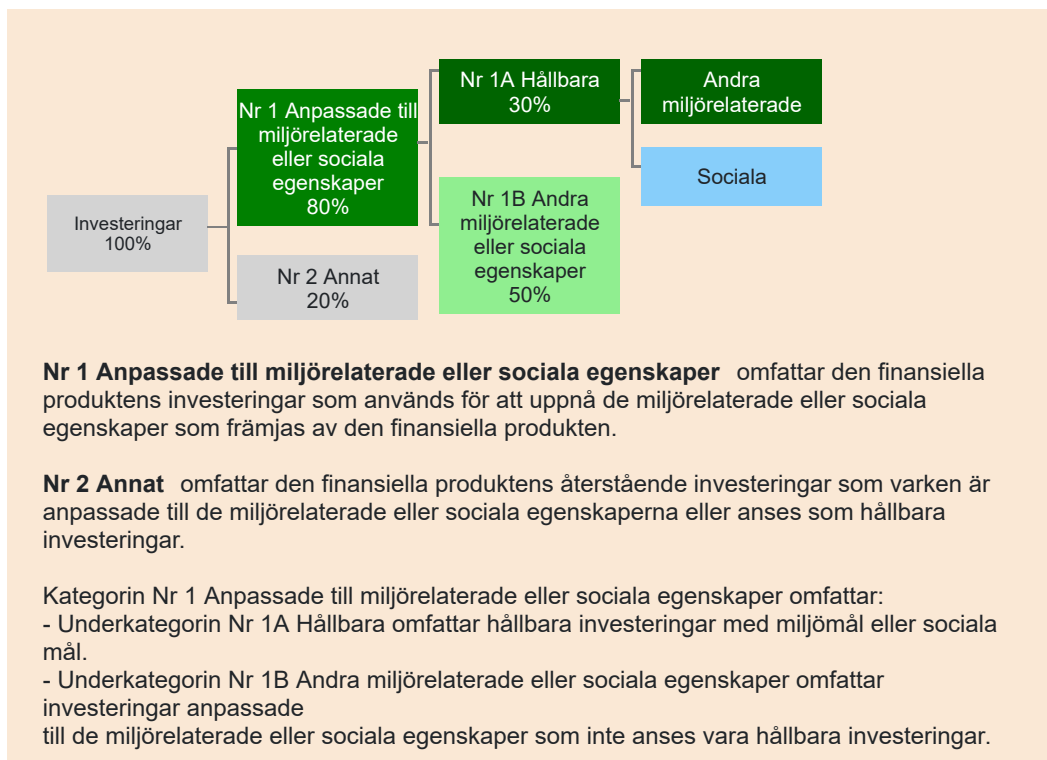 Nr 1A Hållbara
30%
Andra
miljörelaterade
Nr 1 Anpassade till
miljörelaterade
eller sociala
egenskaper
80%
Sociala
Nr 1B Andra
miljörelaterade
eller sociala
egenskaper
50%
Investeringar
100%
Nr 2 Annat
20%
Nr 1 Anpassade till miljörelaterade eller sociala egenskaper omfattar den finansiella
produktens investeringar som används för att uppnå de miljörelaterade eller sociala
egenskaper som främjas av den finansiella produkten.
Nr 2 Annat omfattar den finansiella produktens återstående investeringar som varken är
anpassade till de miljörelaterade eller sociala egenskaperna eller anses som hållbara
investeringar.
Kategorin Nr 1 Anpassade till miljörelaterade eller sociala egenskaper omfattar:
- Underkategorin Nr 1A Hållbara omfattar hållbara investeringar med miljömål eller sociala
mål.
- Underkategorin Nr 1B Andra miljörelaterade eller sociala egenskaper omfattar
investeringar anpassade
till de miljörelaterade eller sociala egenskaper som inte anses vara hållbara investeringar.